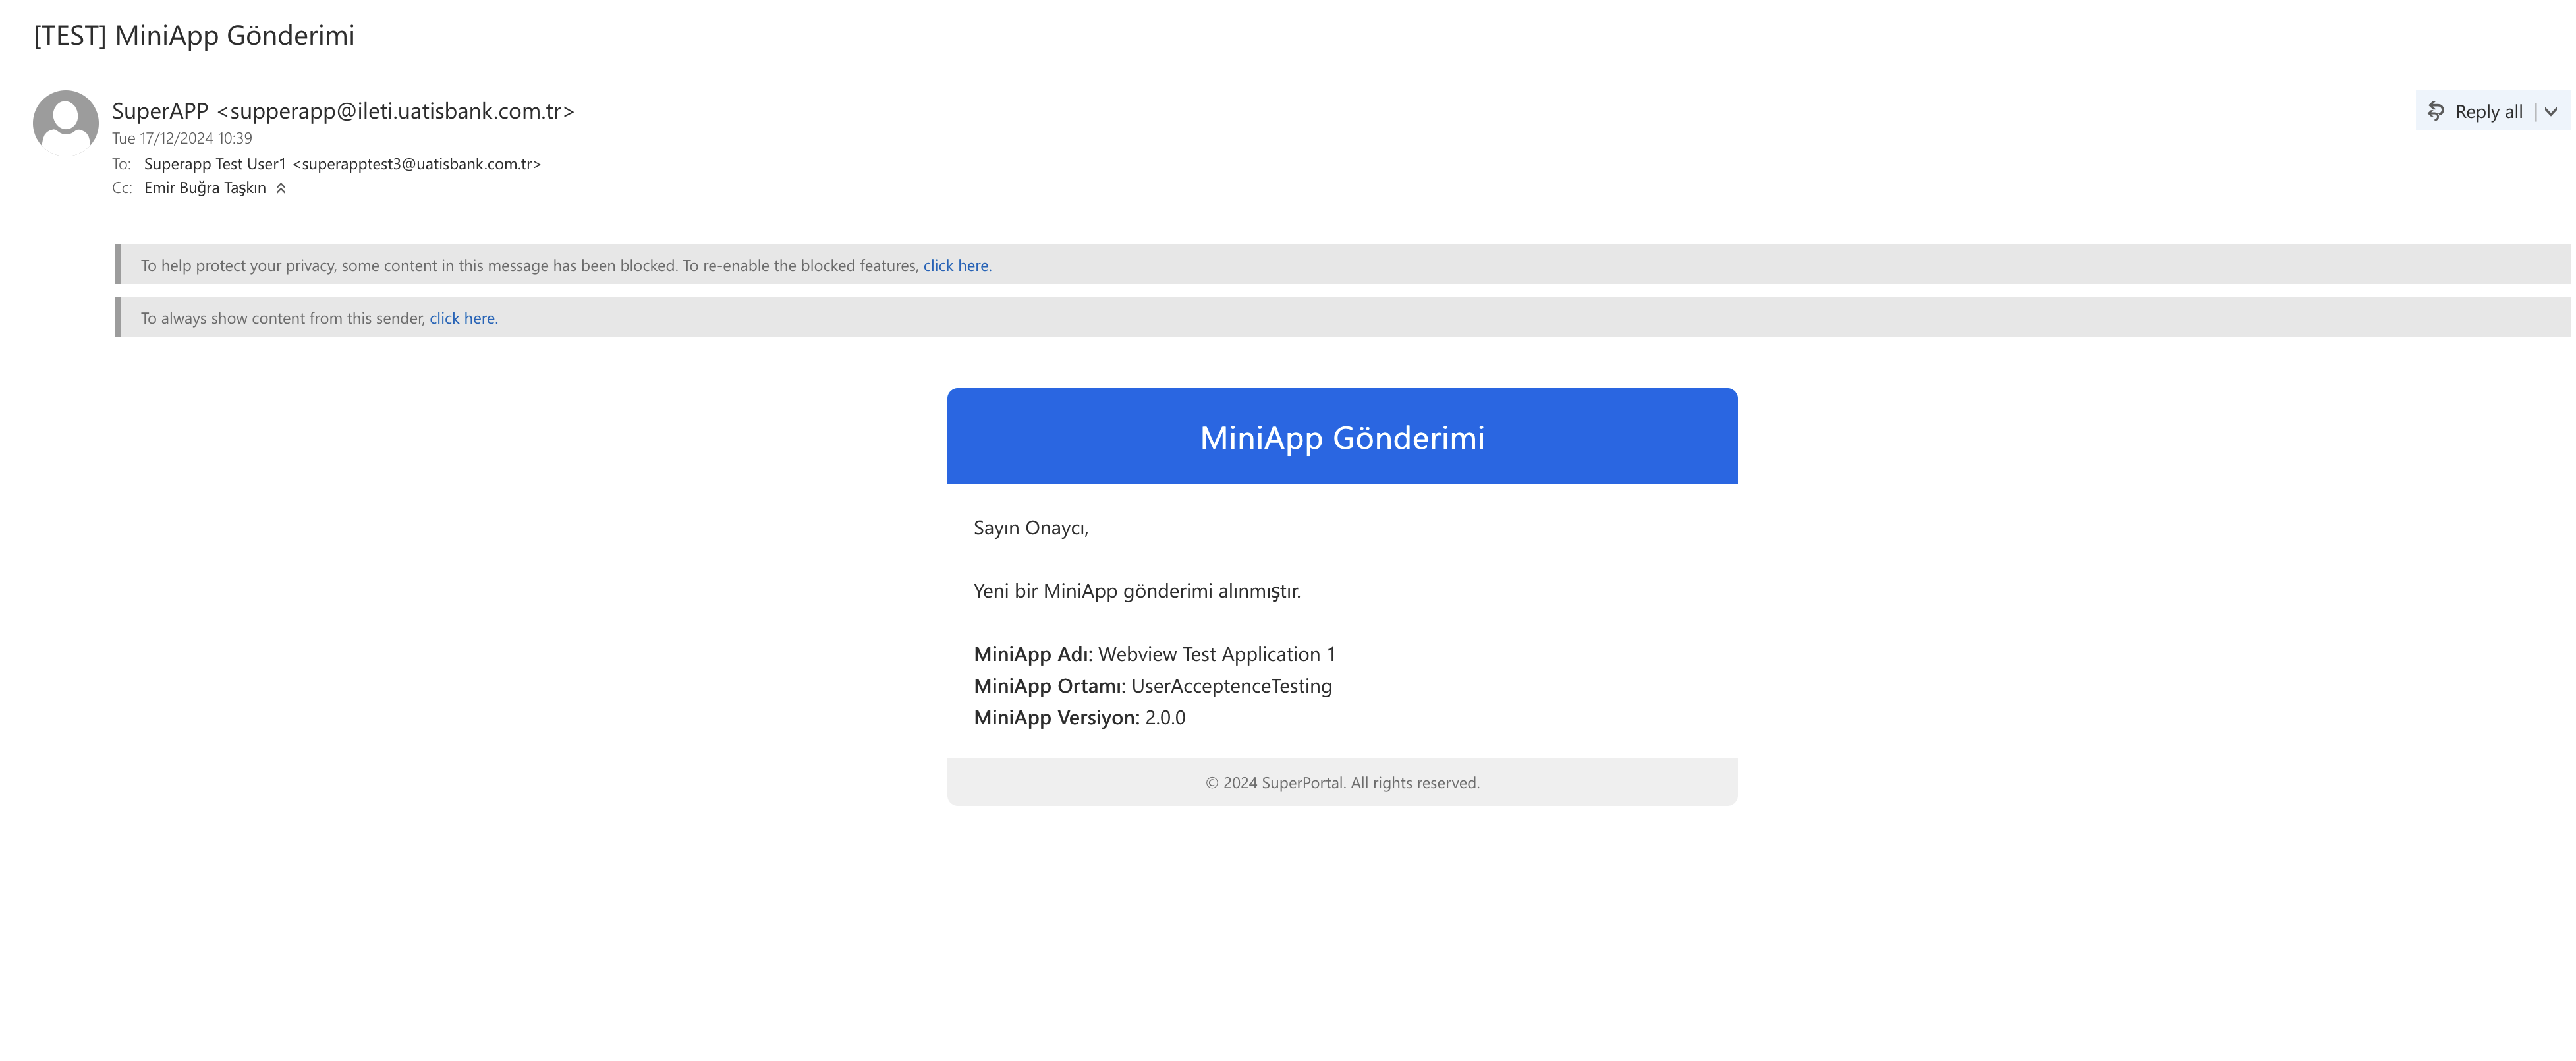 [TEST] MiniApp Gönderimi
SuperAPP <supperapp@ileti.uatisbank.com.tr>
Reply all
Tue 17/12/2024 10:39
To: Superapp Test User1 <superapptest3@uatisbank.com.tr>
Cc: Emir Buğra Taşkın
To help protect your privacy, some content in this message has been blocked. To re-enable the blocked features, click here.
To always show content from this sender, click here.
MiniApp Gönderimi
Sayın Onaycı,
Yeni bir MiniApp gönderimi alınmıştır.
MiniApp Adı: Webview Test Application 1
MiniApp Ortamı: UserAcceptenceTesting
MiniApp Versiyon: 2.0.0
© 2024 SuperPortal. All rights reserved.